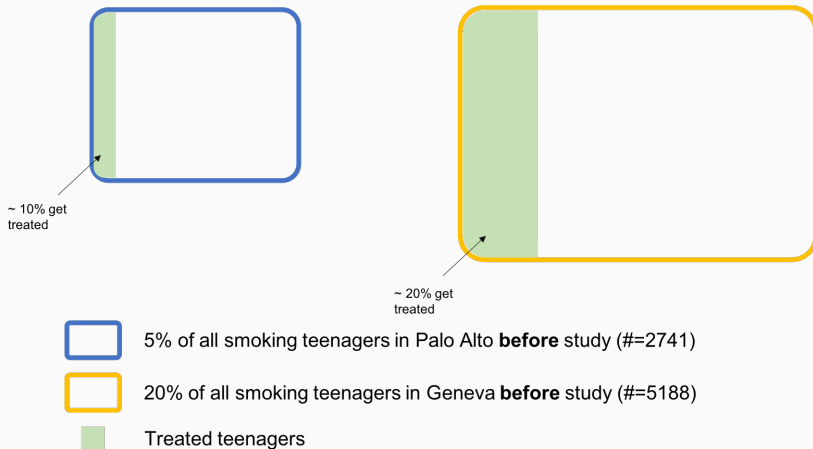 ~ 10% get
treated
~ 20% get
treated
5% of all smoking teenagers in Palo Alto before study (#=2741)
20% of all smoking teenagers in Geneva before study (#=5188)
Treated teenagers